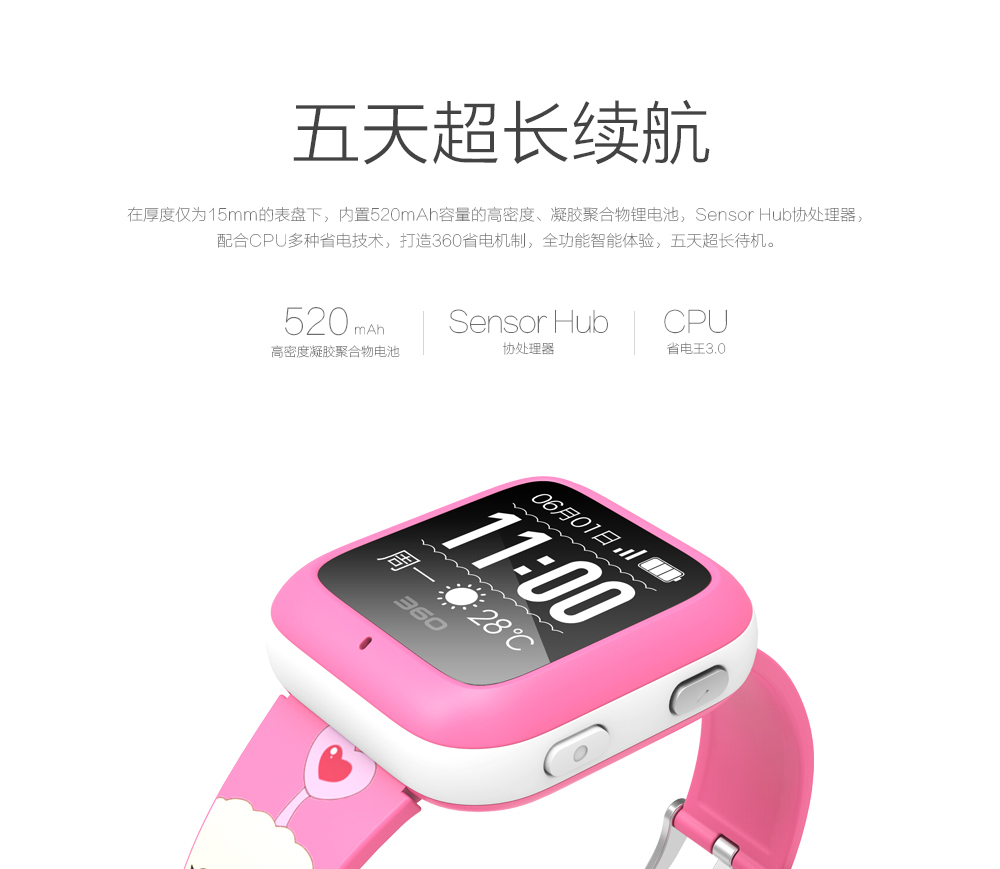 五天超长续航
在厚度仅为15mm的表盘下，内置520mAh容量的高密度、凝胶聚合物锂电池，Sensor Hub协处理器，
配合CPU多种省电技术，打造360省电机制，全功能智能体验，五天超长待机。
520 mAh
高密度凝胶聚合物电池
Sensor Hub
协处理器
CPU
省电王3.0
06月01日
11:00
周一 28℃
360